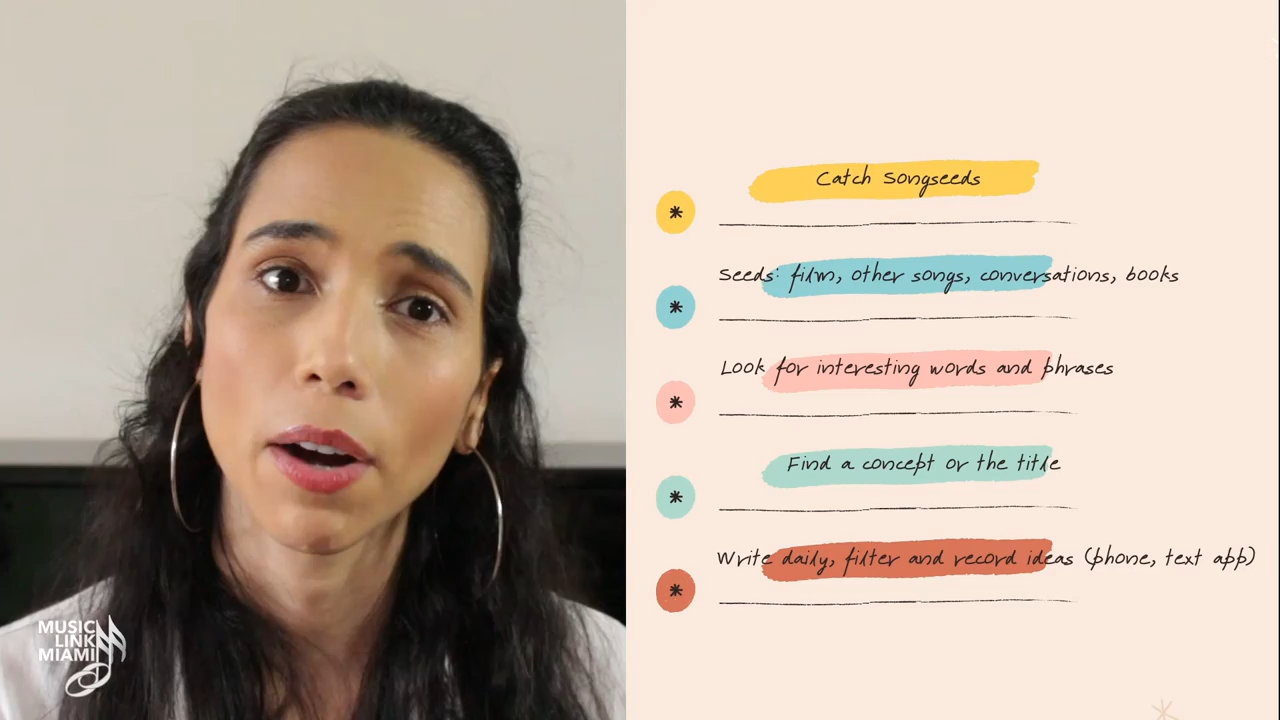 Catch Songseeds
Seeds: film, other songs, conversations, books
Look for interesting words and phrases
Find a concept or the title
Write daily, filter and record ideas (phone, text app)
MUSIC
LINK
MIAMI